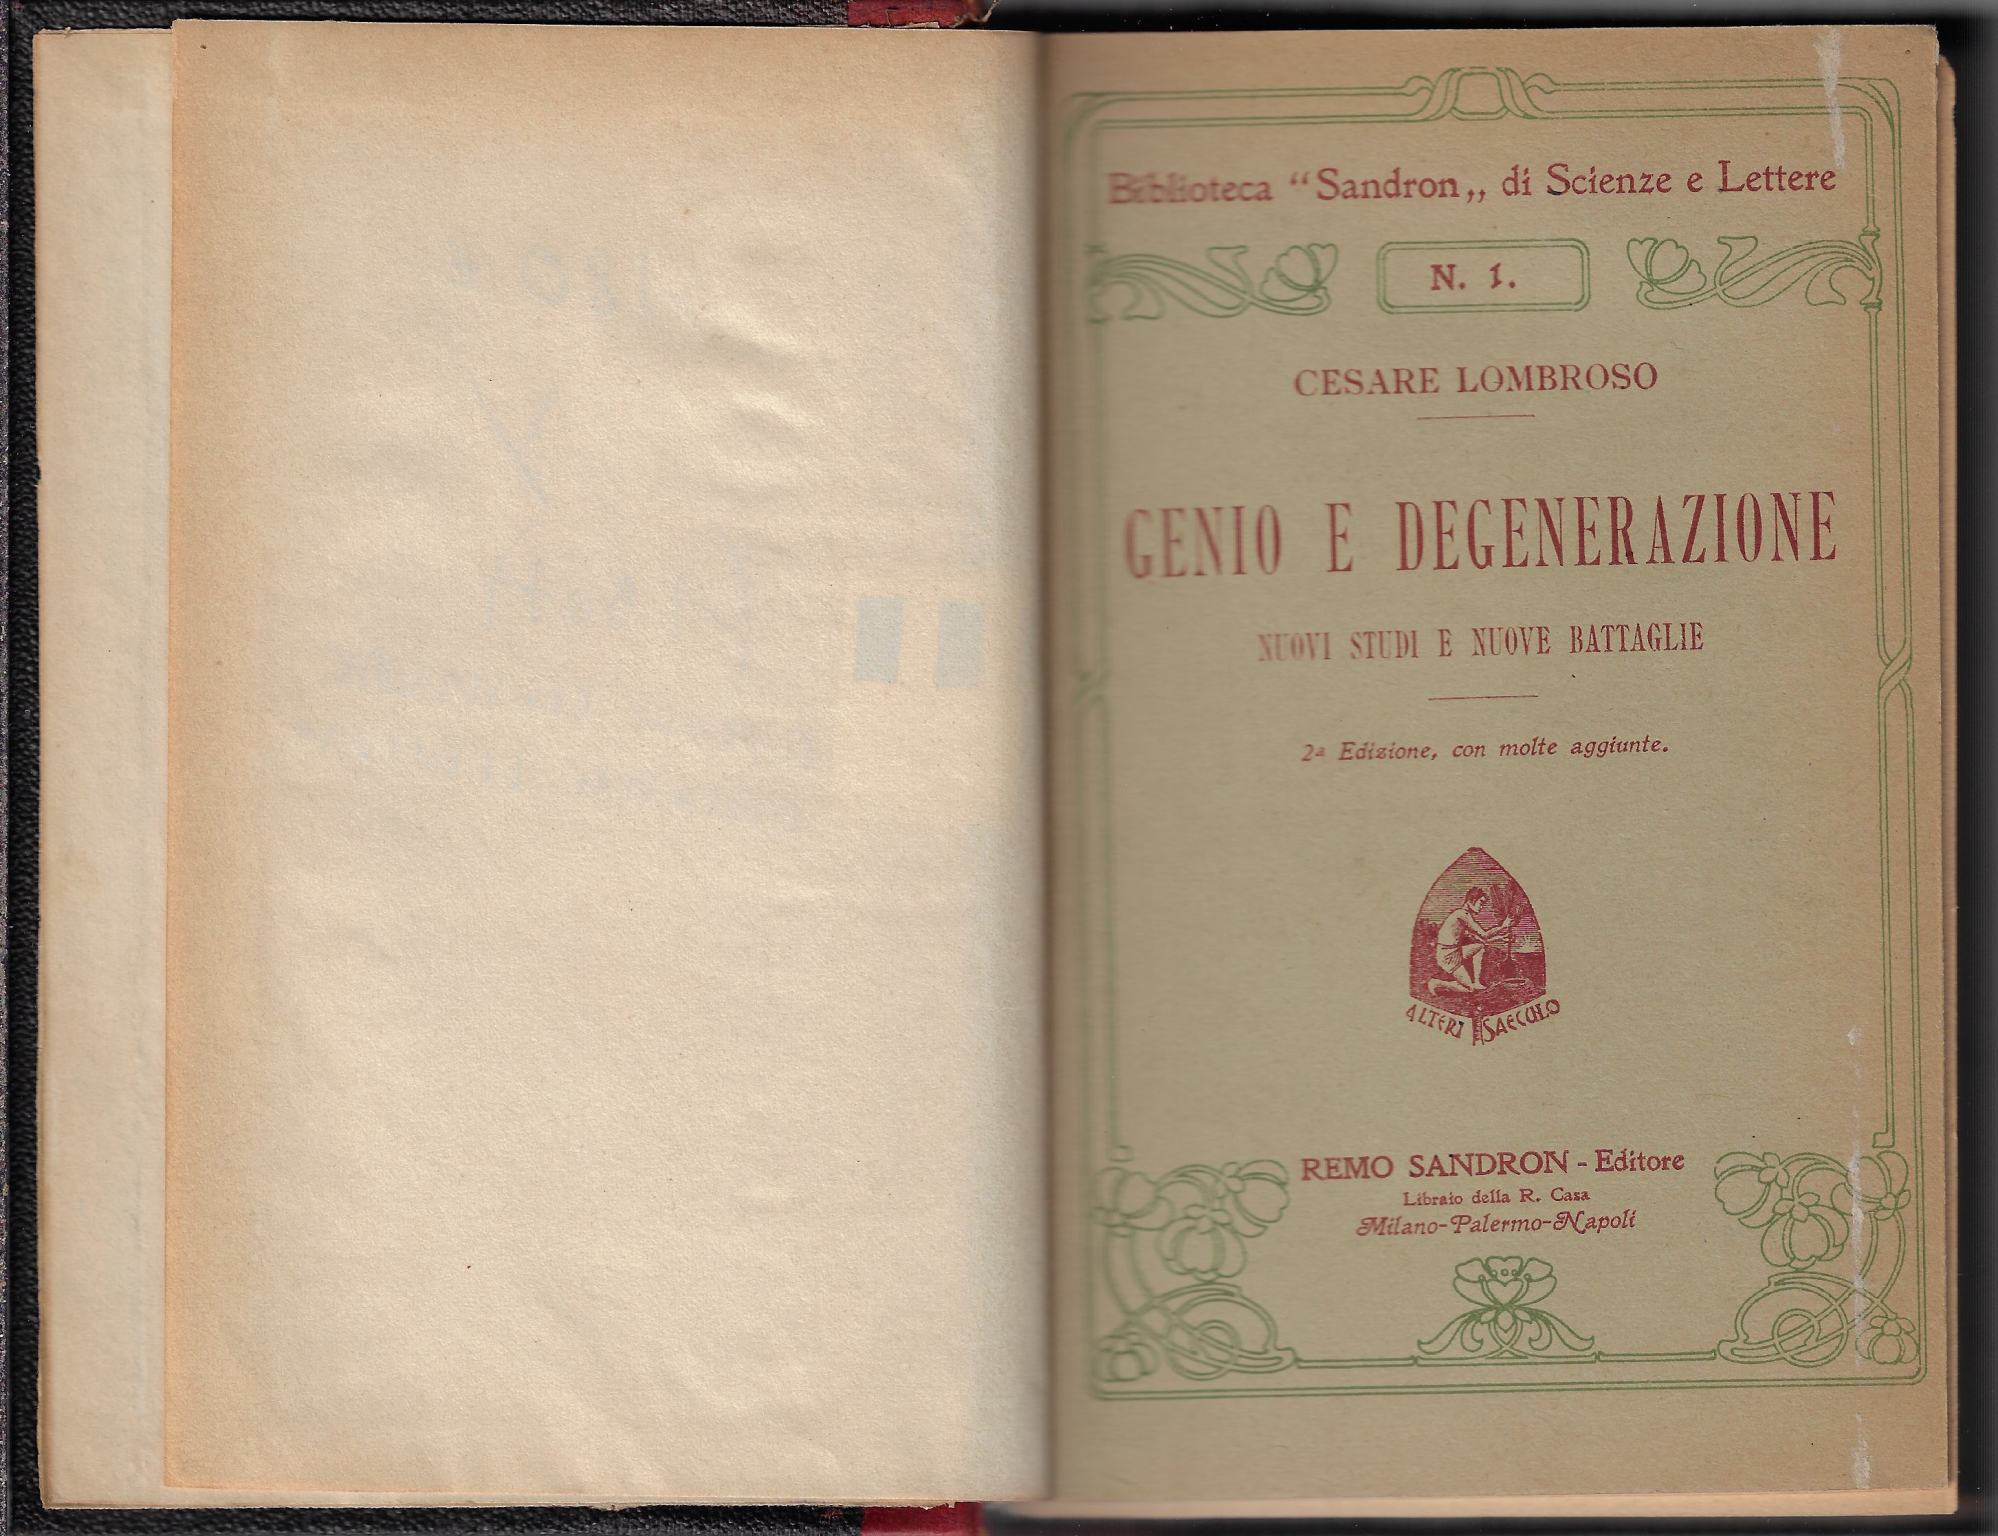 Biblioteca “Sandron„ di Scienze e Lettere
N. 1.
CESARE LOMBROSO
GENIO E DEGENERAZIONE
NUOVI STUDI E NUOVE BATTAGLIE
2ª Edizione, con molte aggiunte.
ALTERI SAECULO
REMO SANDRON - Editore
Libraio della R. Casa
Milano-Palermo-Napoli